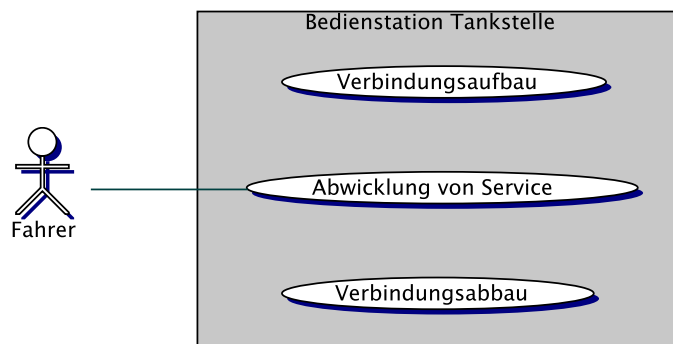 Bedienstation Tankstelle
Verbindungsaufbau
Abwicklung von Service
Fahrer
Verbindungsabbau